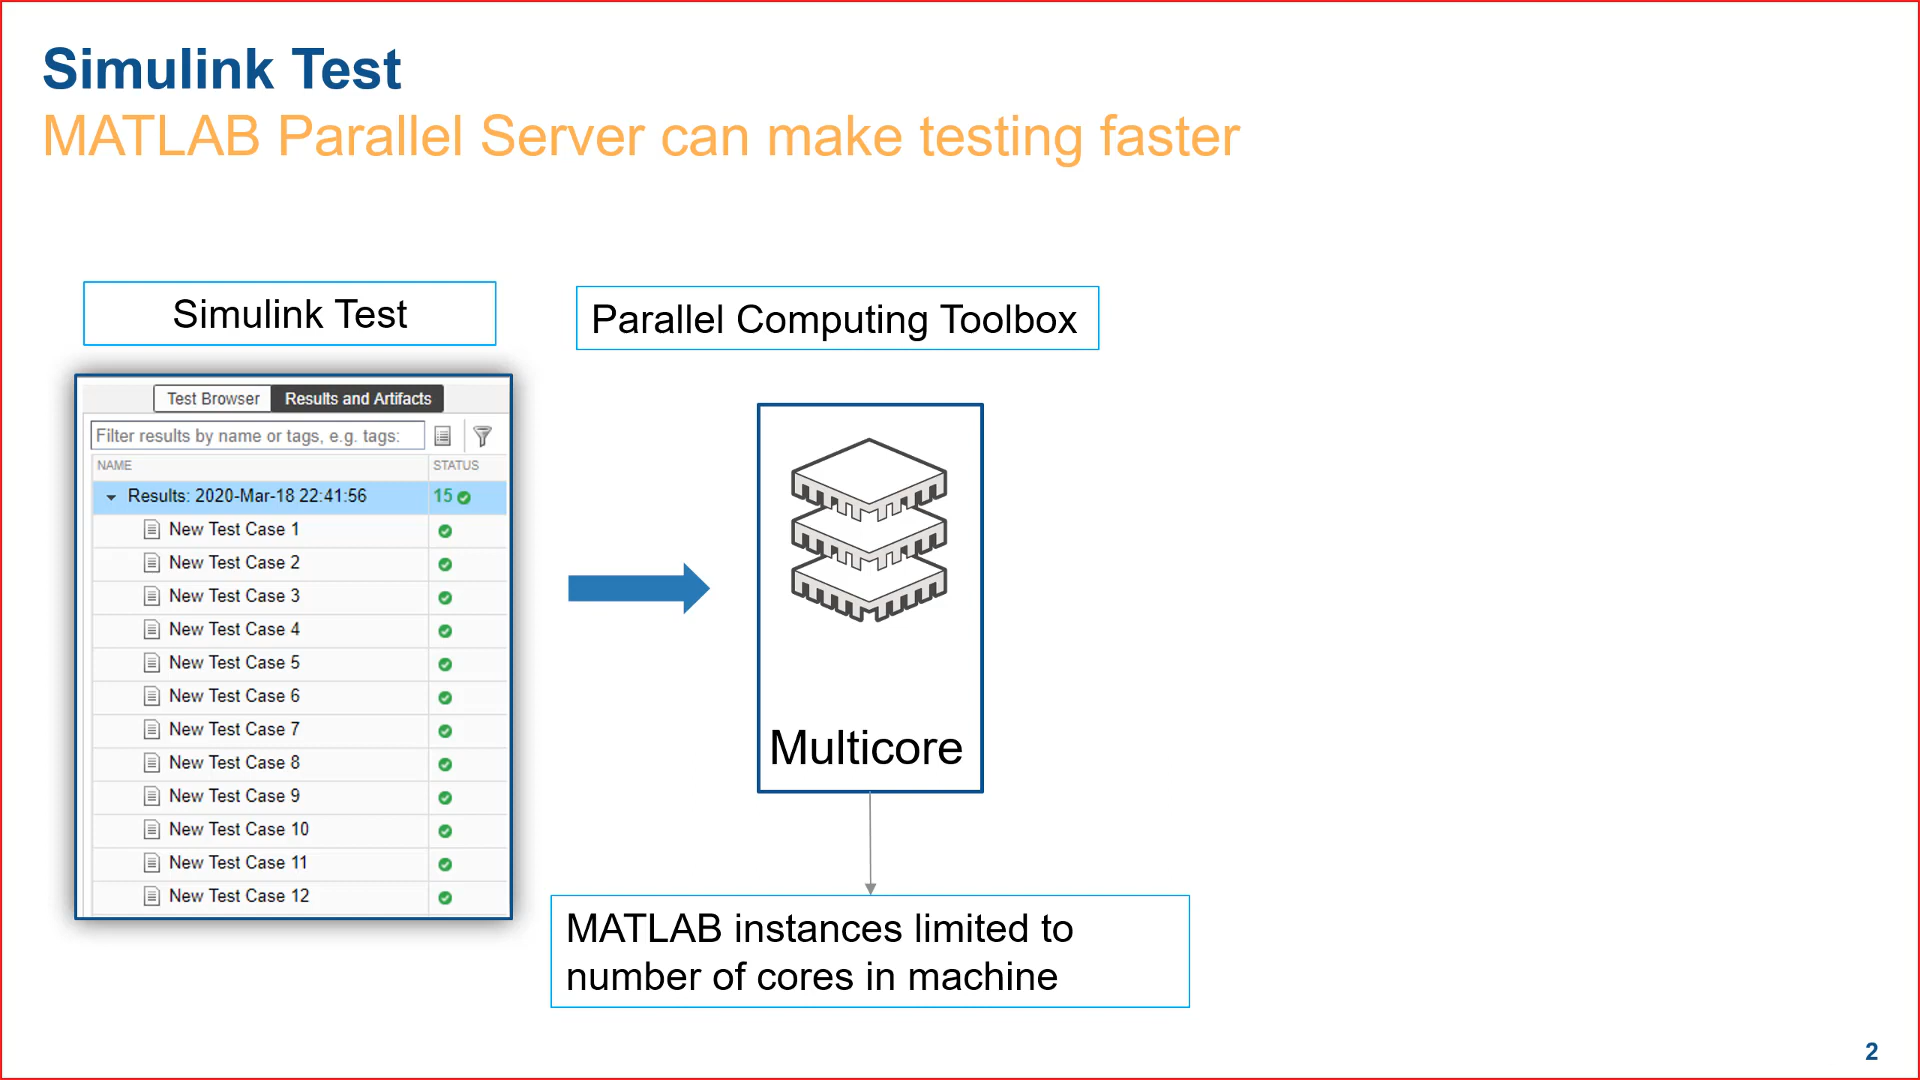 Simulink Test
MATLAB Parallel Server can make testing faster
Simulink Test
Parallel Computing Toolbox
Test Browser
Results and Artifacts
Filter results by name or tags, e.g. tags:
NAME
STATUS
Results: 2020-Mar-18 22:41:56
15
New Test Case 1
New Test Case 2
New Test Case 3
New Test Case 4
New Test Case 5
New Test Case 6
New Test Case 7
New Test Case 8
New Test Case 9
New Test Case 10
New Test Case 11
New Test Case 12
Multicore
MATLAB instances limited to
number of cores in machine
2